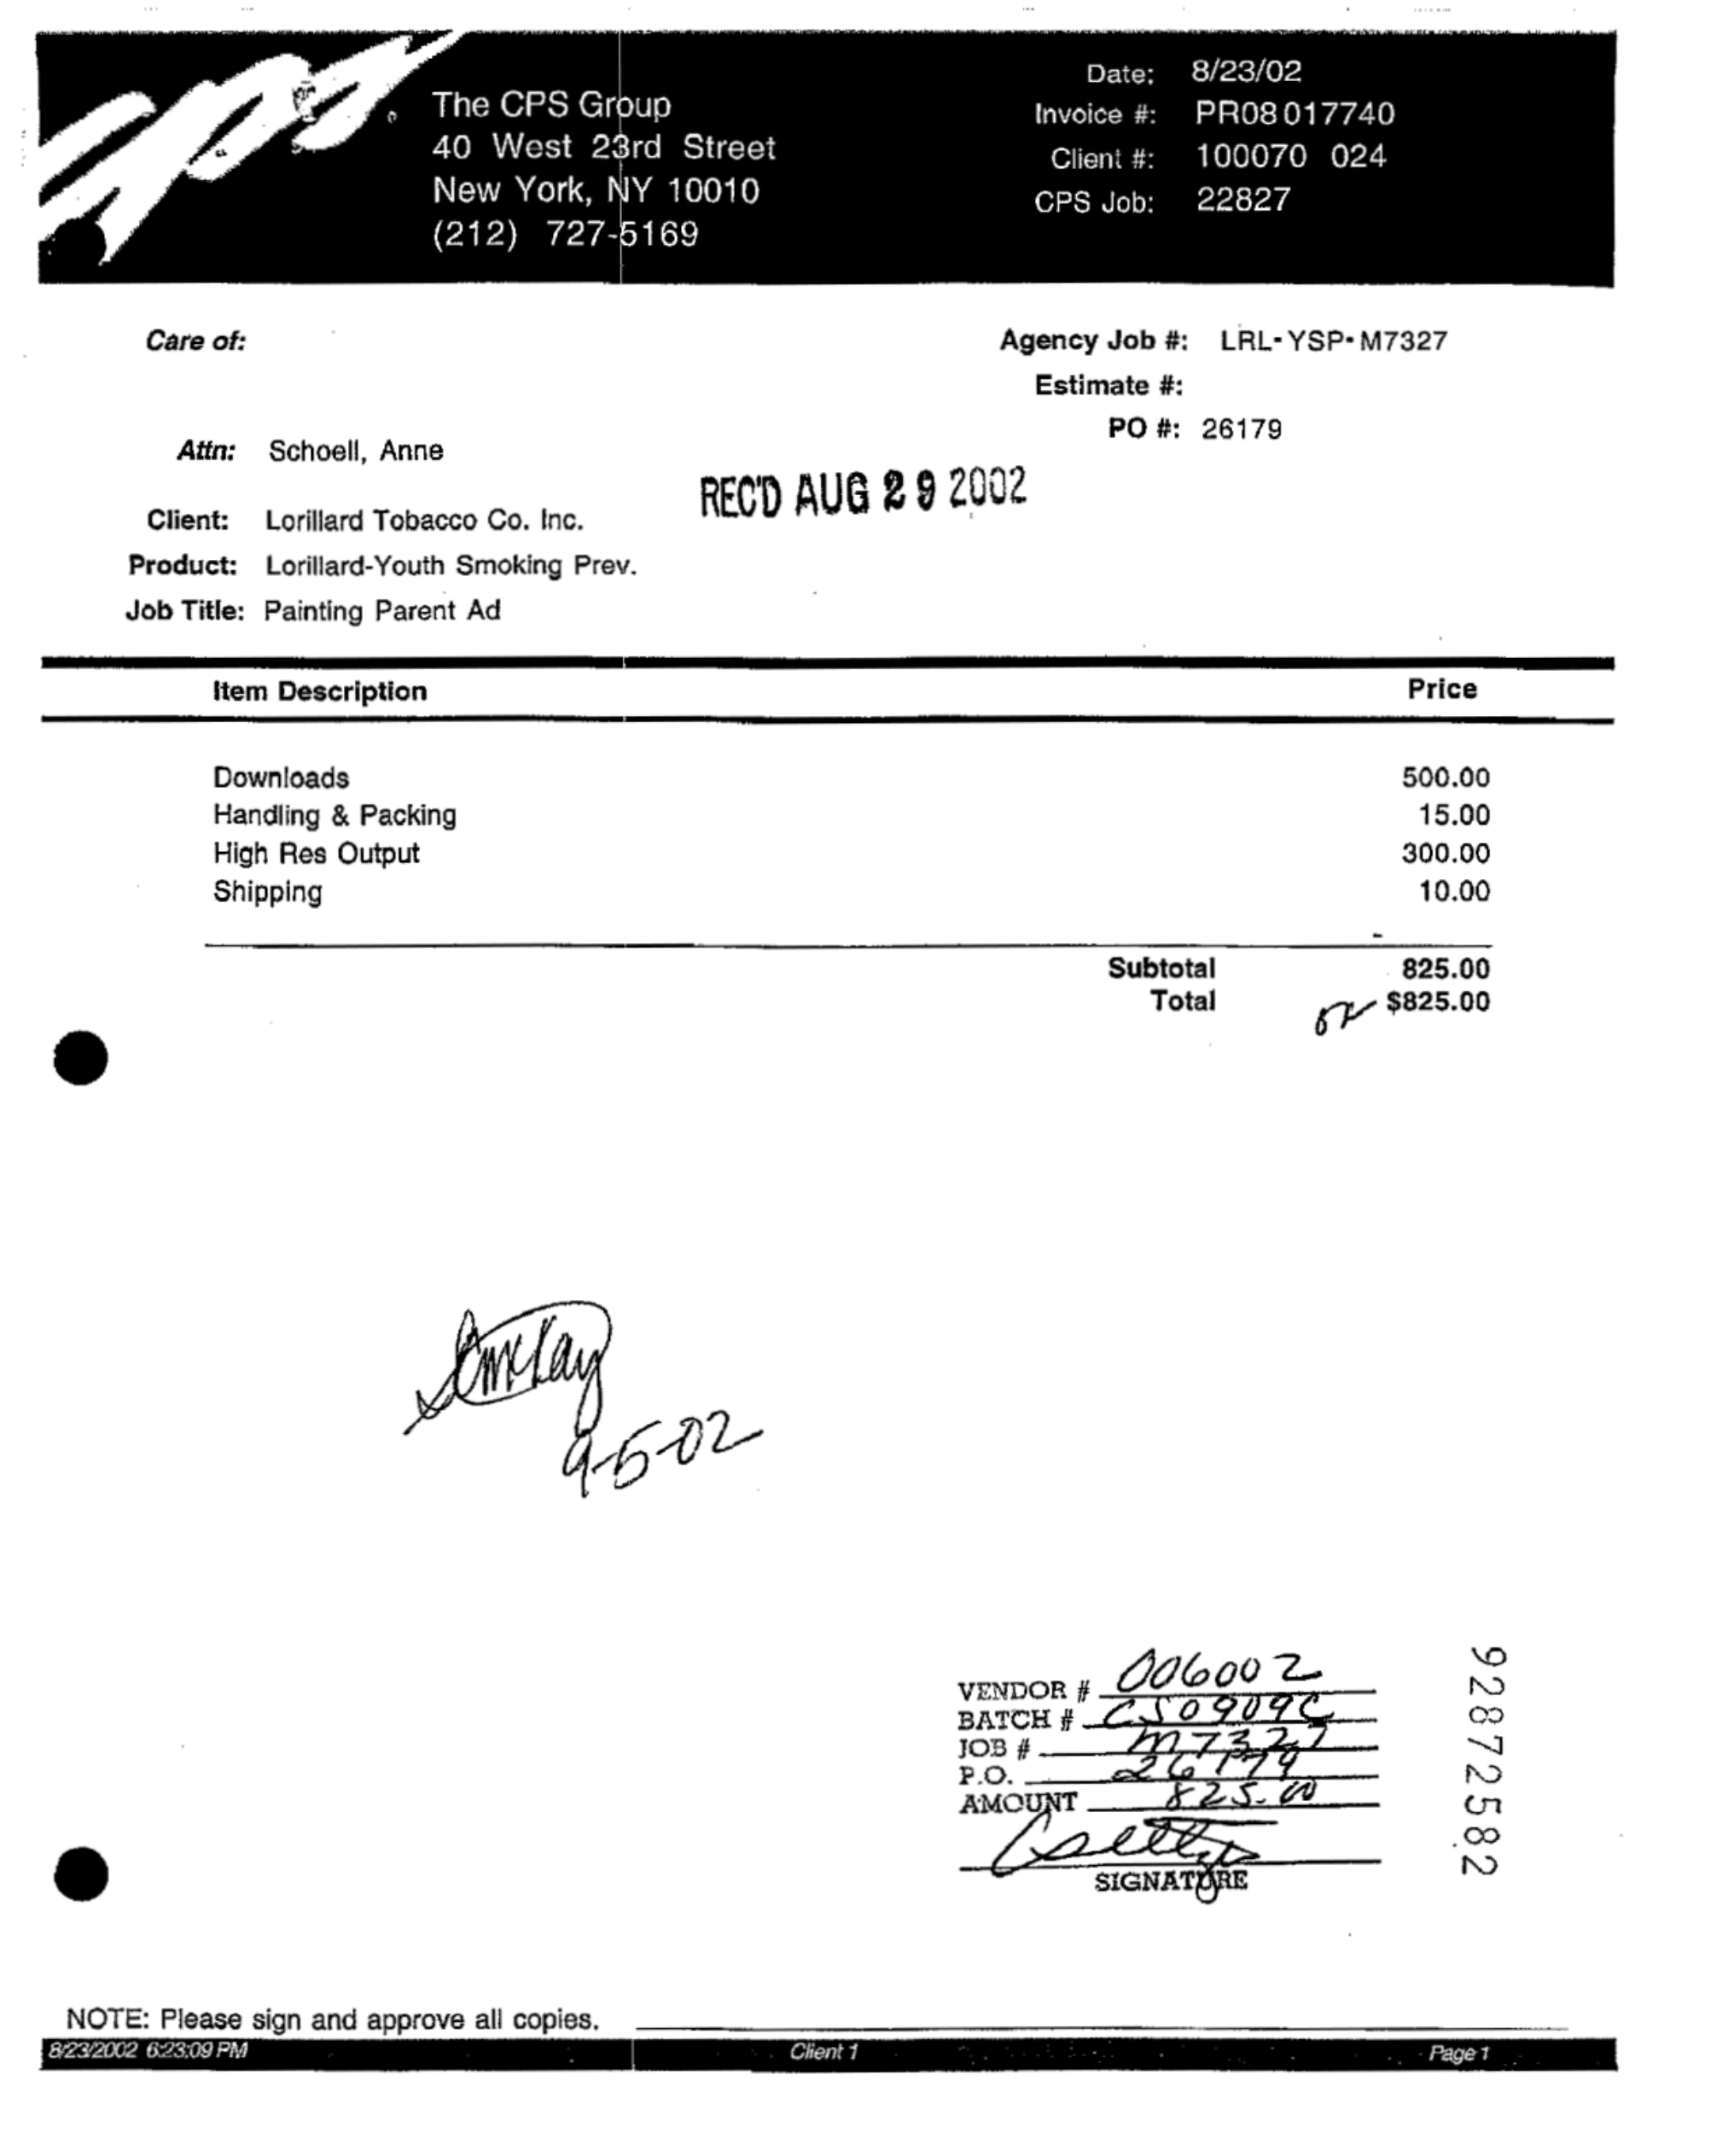 cps
The CPS Group
40 West 23rd Street
New York, NY 10010
(212) 727-5169
Date: 8/23/02
Invoice #: PR08017740
Client #: 100070 024
CPS Job: 22827
Care of:
Agency Job #: LRL-YSP-M7327
Estimate #:
PO #: 26179
Attn: Schoell, Anne
REC'D AUG 29 2002
Client: Lorillard Tobacco Co. Inc.
Product: Lorillard-Youth Smoking Prev.
Job Title: Painting Parent Ad
Item Description Price
Downloads 500.00
Handling & Packing 15.00
High Res Output 300.00
Shipping 10.00
Subtotal 825.00
Total ok $825.00
9-5-02
VENDOR # 006002
BATCH # CS0909C
JOB # M7327
P.O. 26179
AMOUNT 825.00
SIGNATURE
92872582
NOTE: Please sign and approve all copies.
8/23/2002 6:23:09 PM Client 1 Page 1